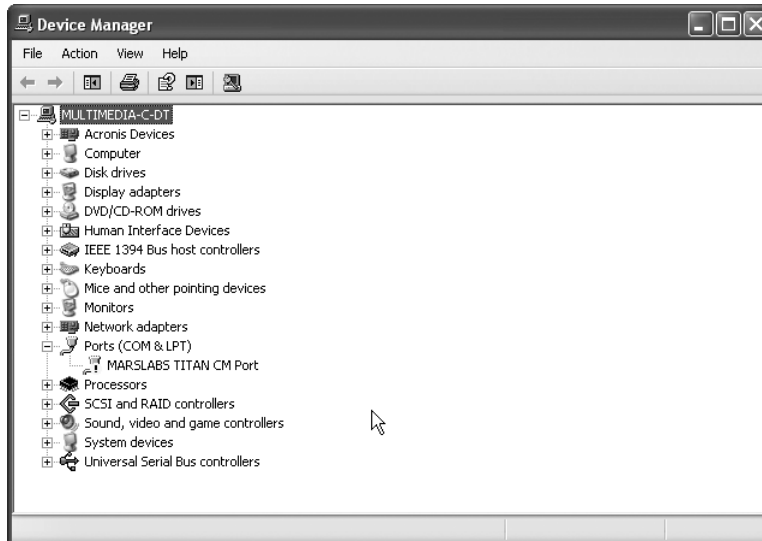 Device Manager
File Action View Help
MULTIMEDIA-C-DT
Acronis Devices
Computer
Disk drives
Display adapters
DVD/CD-ROM drives
Human Interface Devices
IEEE 1394 Bus host controllers
Keyboards
Mice and other pointing devices
Monitors
Network adapters
Ports (COM & LPT)
MARSLABS TITAN CM Port
Processors
SCSI and RAID controllers
Sound, video and game controllers
System devices
Universal Serial Bus controllers